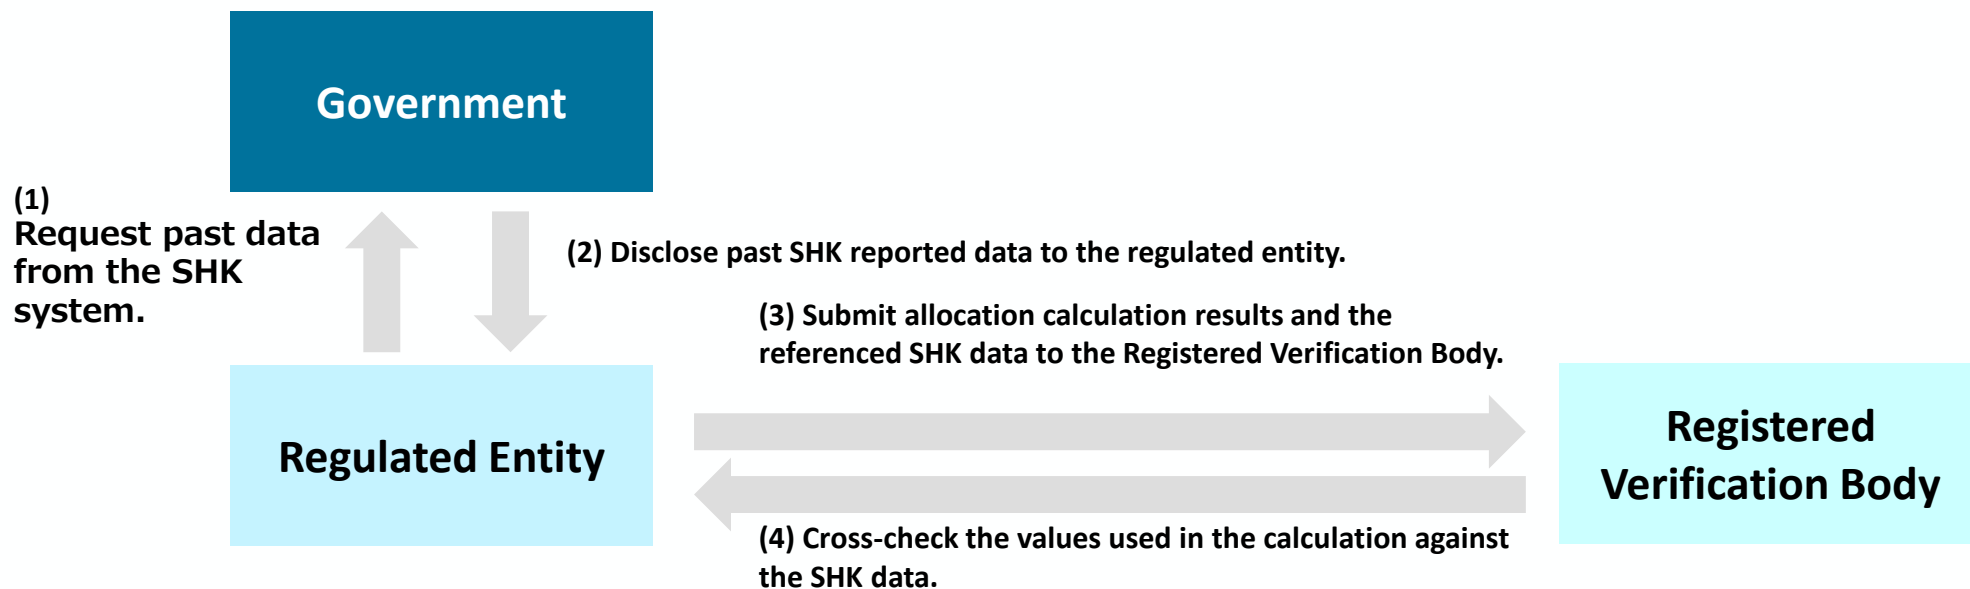 Government
(1)
Request past data
from the SHK
system.
(2) Disclose past SHK reported data to the regulated entity.
(3) Submit allocation calculation results and the
referenced SHK data to the Registered Verification Body.
Regulated Entity
Registered
Verification Body
(4) Cross-check the values used in the calculation against
the SHK data.